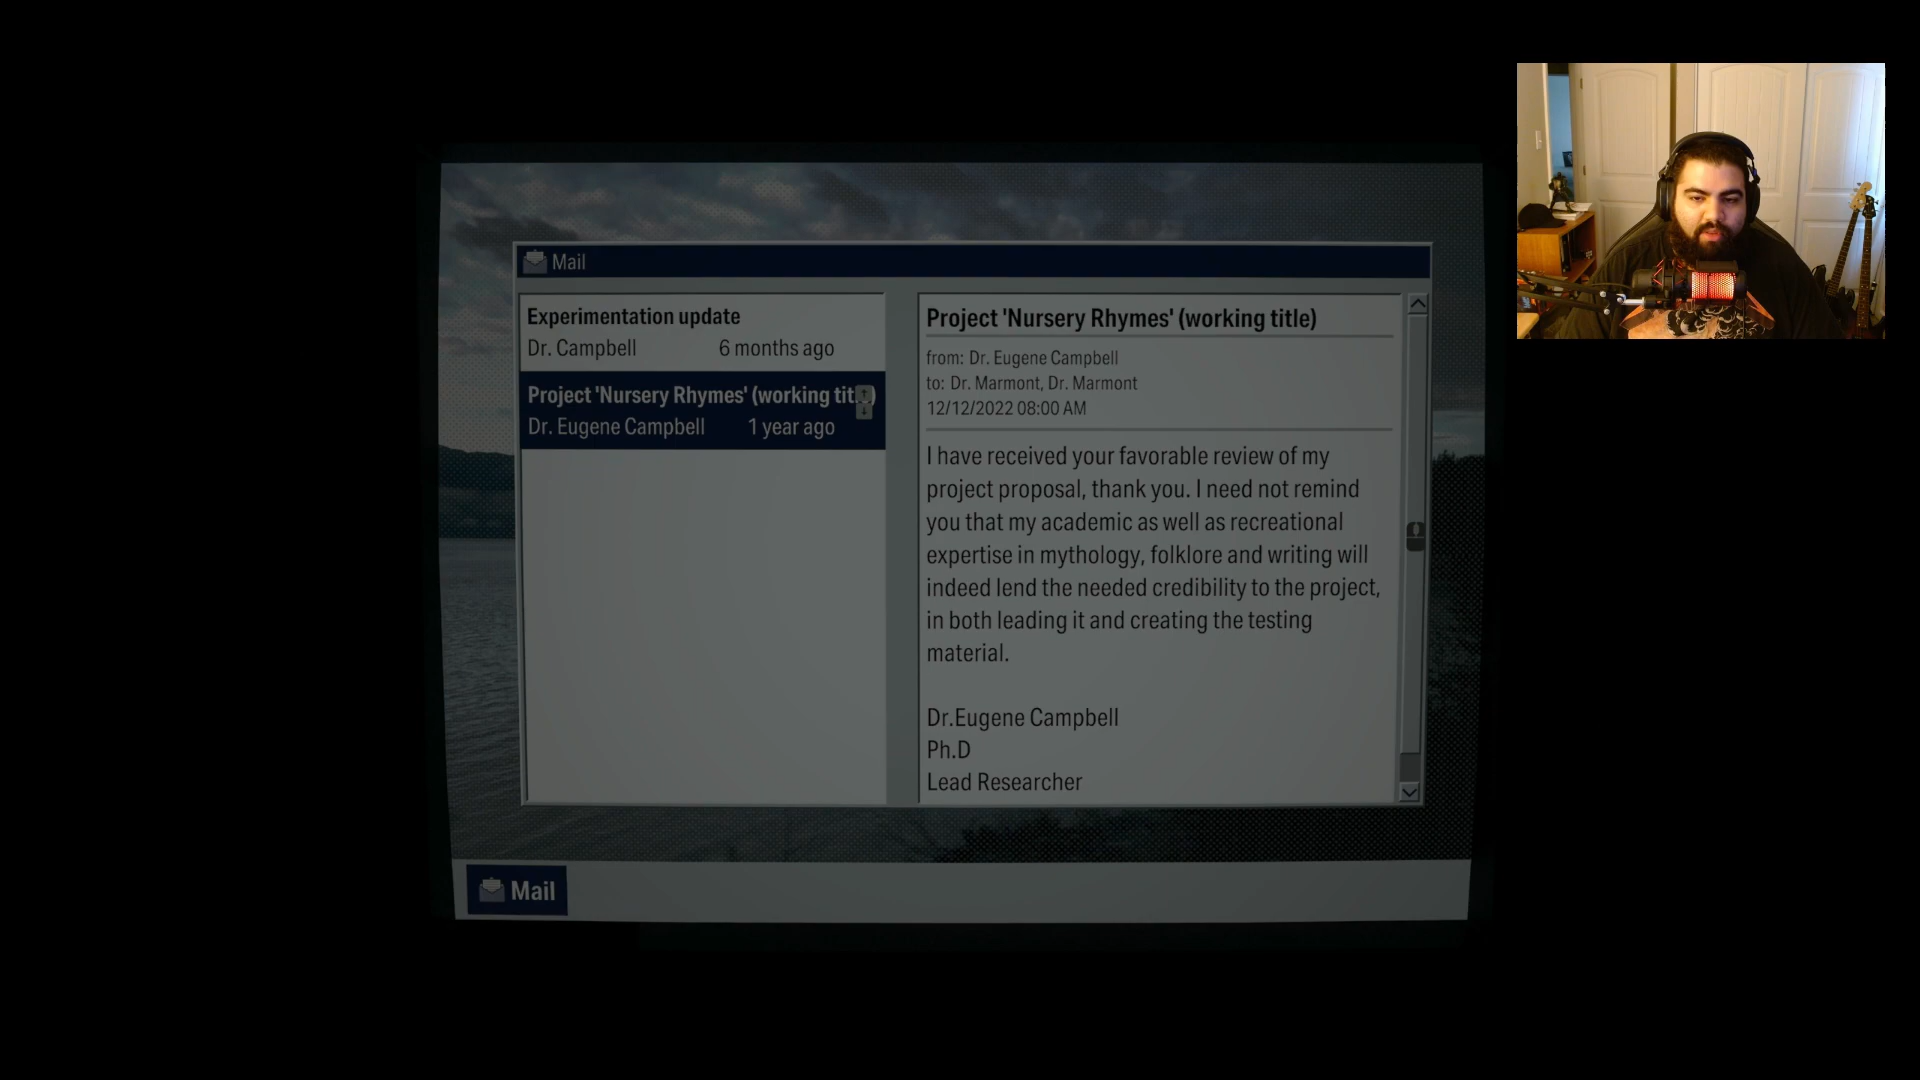 Mail
Experimentation update
Dr. Campbell 6 months ago
Project 'Nursery Rhymes' (working tit
Dr. Eugene Campbell 1 year ago
Project 'Nursery Rhymes' (working title)
from: Dr. Eugene Campbell
to: Dr. Marmont, Dr. Marmont
12/12/2022 08:00 AM
I have received your favorable review of my
project proposal, thank you. I need not remind
you that my academic as well as recreational
expertise in mythology, folklore and writing will
indeed lend the needed credibility to the project,
in both leading it and creating the testing
material.
Dr.Eugene Campbell
Ph.D
Lead Researcher
Mail